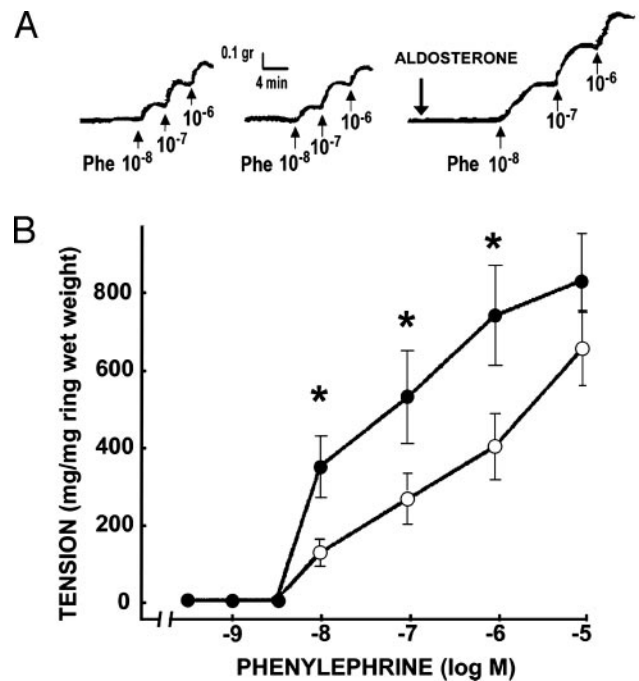 A
0.1 gr
4 min
ALDOSTERONE
10⁻⁶
10⁻⁷
Phe 10⁻⁸
10⁻⁶
10⁻⁷
Phe 10⁻⁸
10⁻⁶
10⁻⁷
Phe 10⁻⁸
B
TENSION (mg/mg ring wet weight)
800
600
400
200
0
*
*
*
-9
-8
-7
-6
-5
PHENYLEPHRINE (log M)